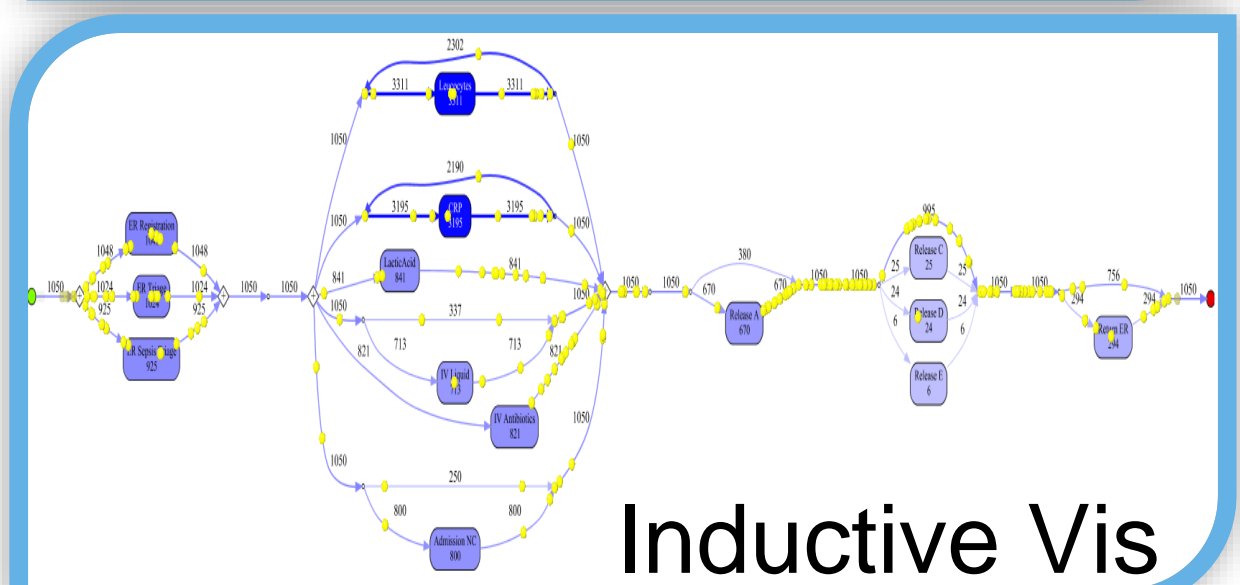 2302
3311 Leucocytes 3311
3311
1050 1050
2190
3195 CRP 3195
3195
1050 1050
ER Registration
1048 1048
1050 1024 ER Triage 1024 1050 1050
1024
925 925
ER Sepsis Triage
925
841 LacticAcid 841
841
1050 337 1050
713 713
821 IV Liquid 821
713
IV Antibiotics
821
1050 1050
250
800 800
Admission NC
800
1050 1050
380
670 670
Release A
670
1050 1050
995
25 Release C 25
25
24 Release D 24
24
6 6
Release E
6
1050 1050
756
294 294
Return ER
294
1050
Inductive Vis